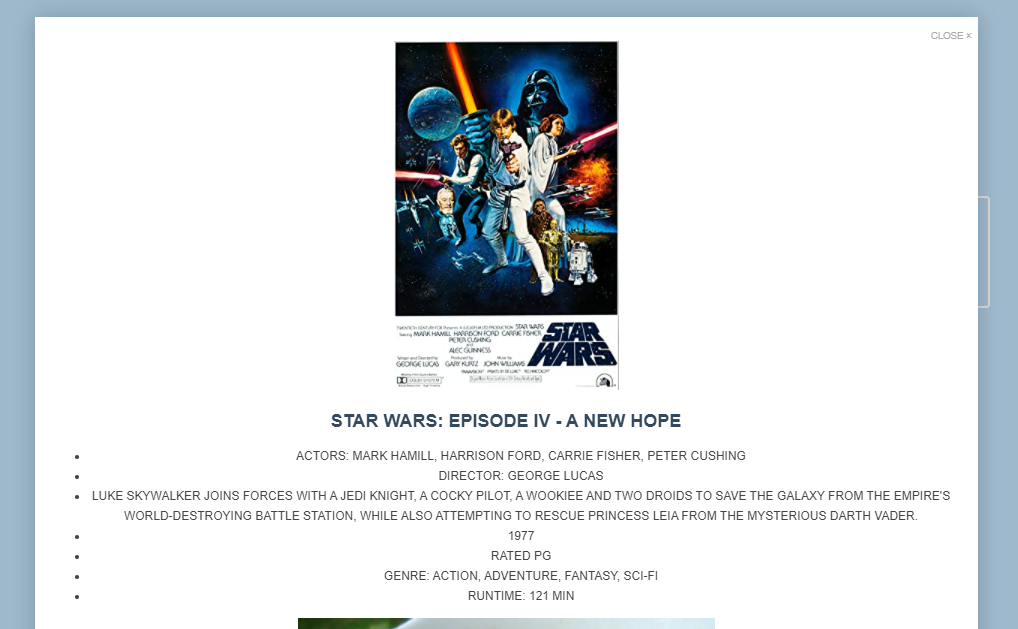 CLOSE ×
TWENTIETH CENTURY-FOX Presents A LUCASFILM LTD PRODUCTION STAR WARS
Starring MARK HAMILL HARRISON FORD CARRIE FISHER
PETER CUSHING
and
ALEC GUINNESS
Written and Directed by
GEORGE LUCAS
Produced by
GARY KURTZ
Music by
JOHN WILLIAMS
STAR
WARS
DOLBY SYSTEM
STAR WARS: EPISODE IV - A NEW HOPE
ACTORS: MARK HAMILL, HARRISON FORD, CARRIE FISHER, PETER CUSHING
DIRECTOR: GEORGE LUCAS
LUKE SKYWALKER JOINS FORCES WITH A JEDI KNIGHT, A COCKY PILOT, A WOOKIEE AND TWO DROIDS TO SAVE THE GALAXY FROM THE EMPIRE'S
WORLD-DESTROYING BATTLE STATION, WHILE ALSO ATTEMPTING TO RESCUE PRINCESS LEIA FROM THE MYSTERIOUS DARTH VADER.
1977
RATED PG
GENRE: ACTION, ADVENTURE, FANTASY, SCI-FI
RUNTIME: 121 MIN